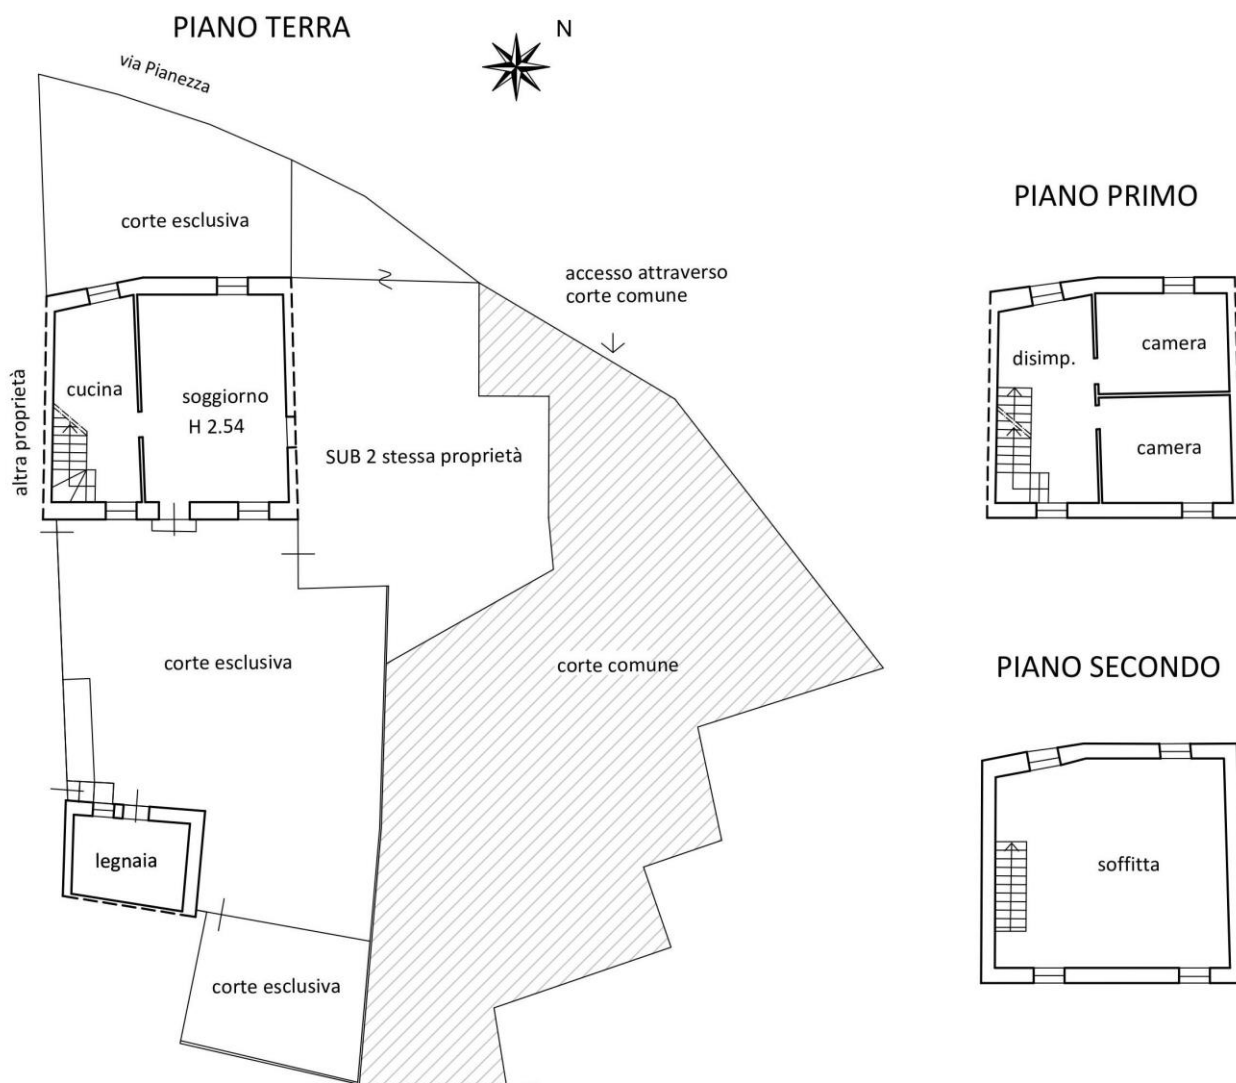 PIANO TERRA
N
via Pianezza
corte esclusiva
accesso attraverso
corte comune
altra proprietà
cucina
soggiorno
H 2.54
SUB 2 stessa proprietà
corte esclusiva
corte comune
legnaia
corte esclusiva
PIANO PRIMO
disimp.
camera
camera
PIANO SECONDO
soffitta